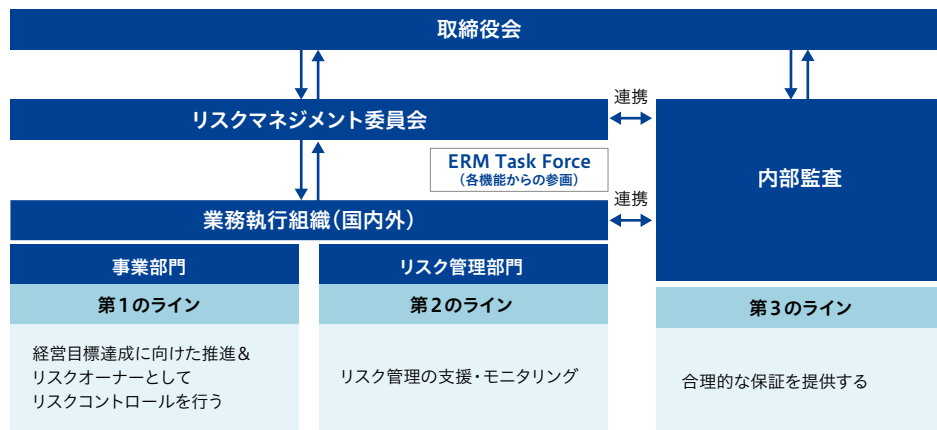 取締役会
連携
リスクマネジメント委員会
ERM Task Force
（各機能からの参画）
内部監査
連携
業務執行組織（国内外）
事業部門
リスク管理部門
第1のライン
第2のライン
第3のライン
経営目標達成に向けた推進&
リスクオーナーとして
リスクコントロールを行う
リスク管理の支援・モニタリング
合理的な保証を提供する